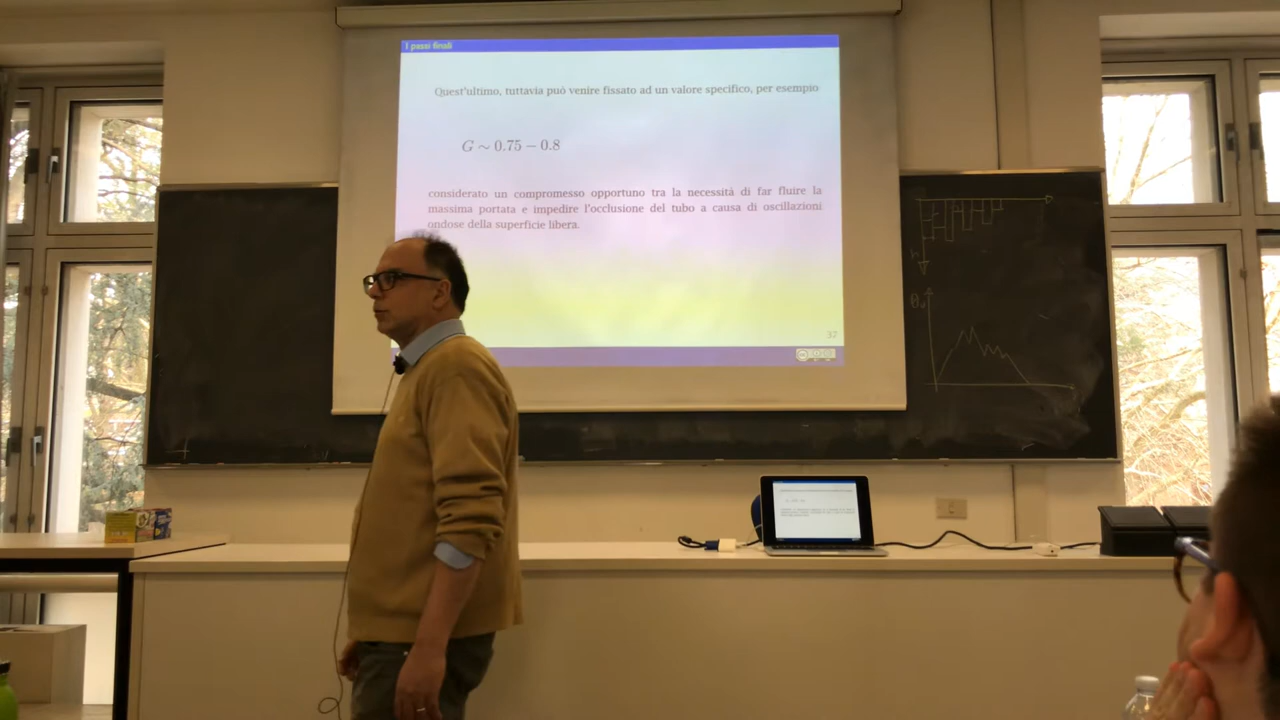 I passi finali
Quest'ultimo, tuttavia può venire fissato ad un valore specifico, per esempio
G ∼ 0.75 − 0.8
considerato un compromesso opportuno tra la necessità di far fluire la
massima portata e impedire l'occlusione del tubo a causa di oscillazioni
ondose della superficie libera.
37